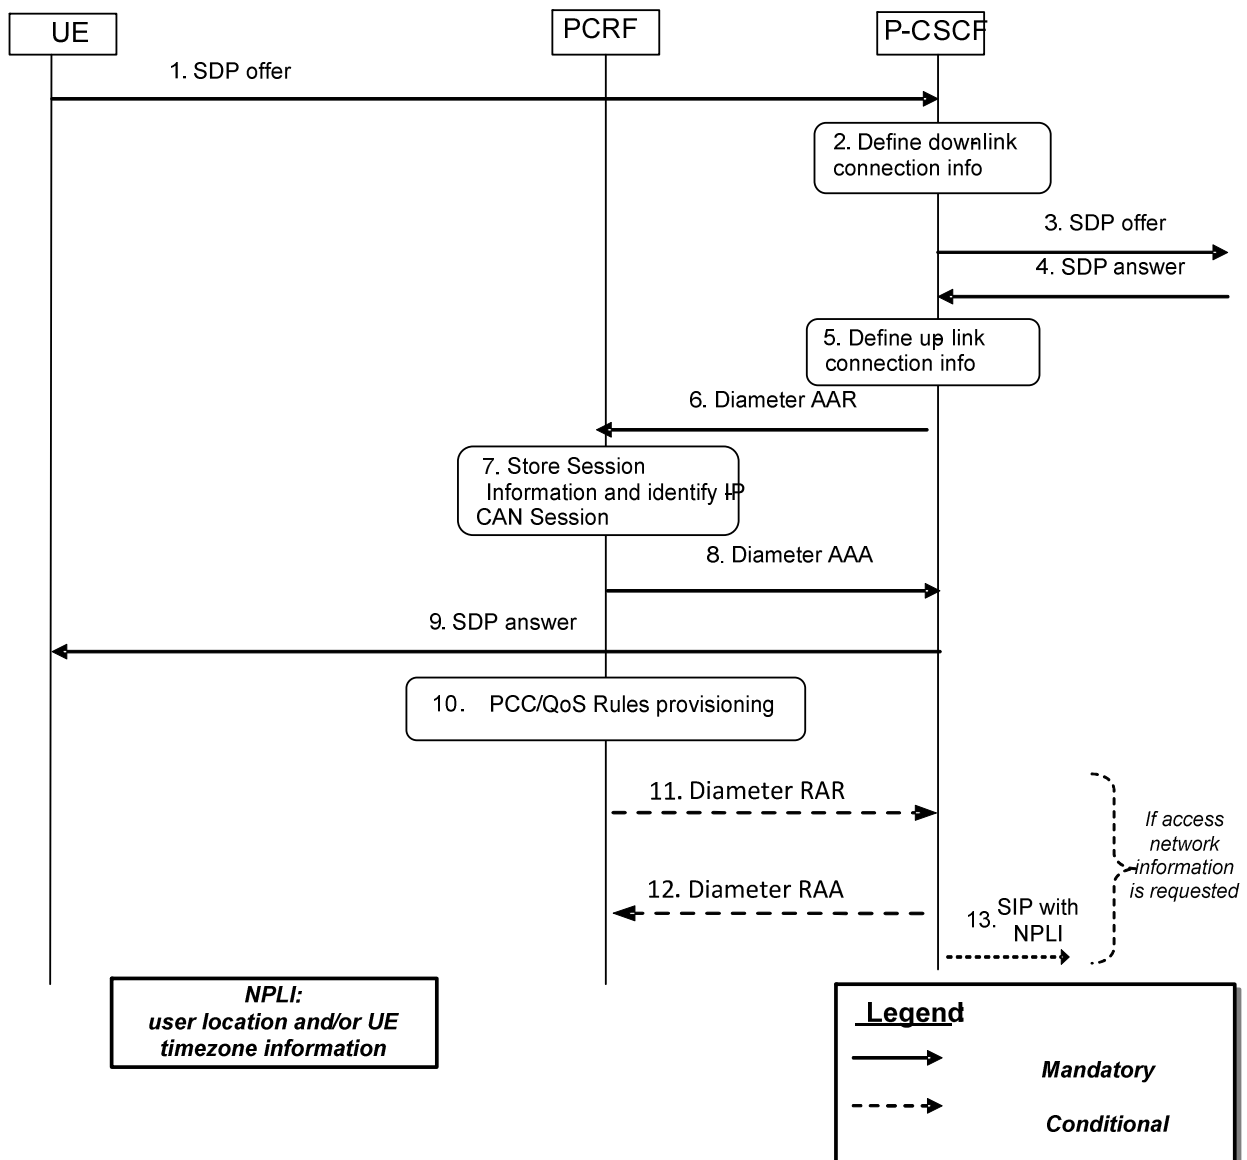 UE
PCRF
P-CSCF
1. SDP offer
2. Define downlink
connection info
3. SDP offer
4. SDP answer
5. Define up link
connection info
6. Diameter AAR
7. Store Session
Information and identify IP-
CAN Session
8. Diameter AAA
9. SDP answer
10. PCC/QoS Rules provisioning
11. Diameter RAR
If access
network
information
is requested
12. Diameter RAA
13. SIP with
NPLI
NPLI:
user location and/or UE
timezone information
Legend:
Mandatory
Conditional